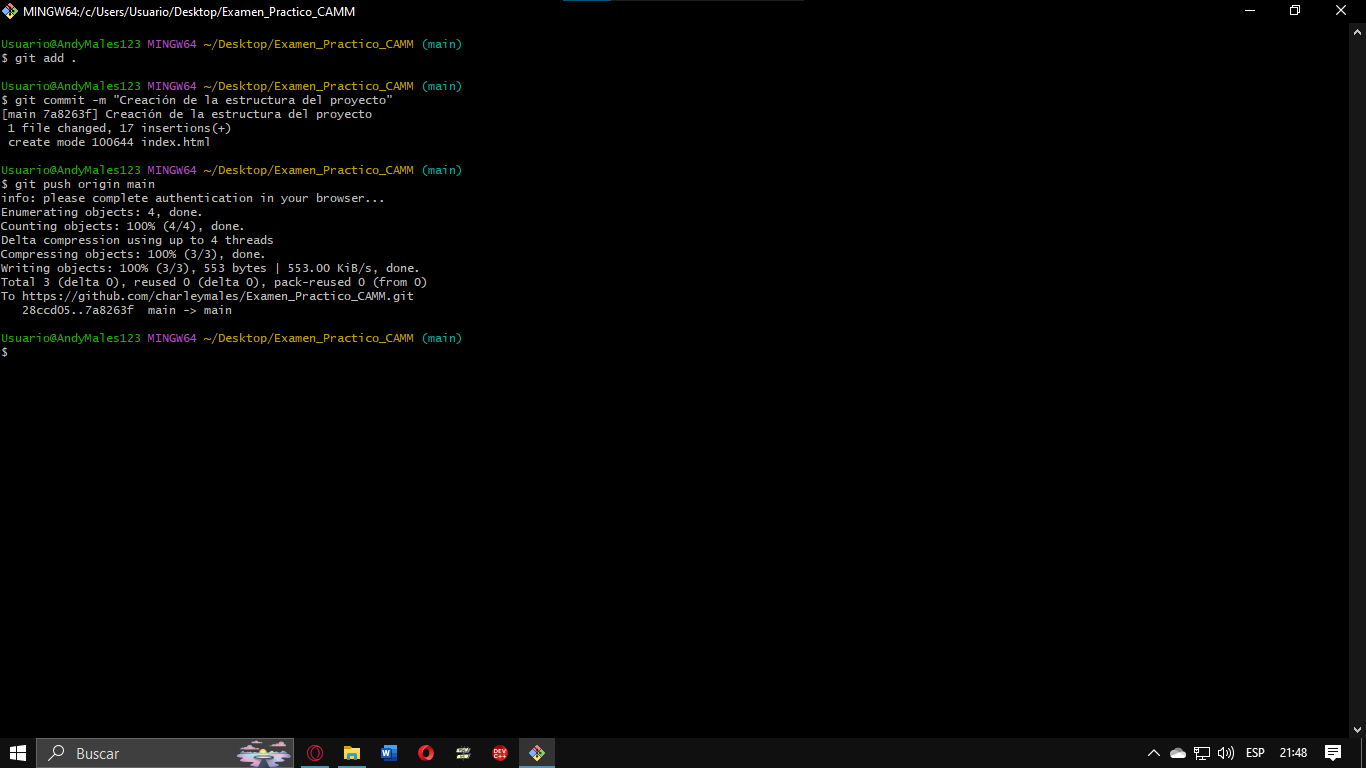 MINGW64:/c/Users/Usuario/Desktop/Examen_Practico_CAMM
Usuario@AndyMales123 MINGW64 ~/Desktop/Examen_Practico_CAMM (main)
$ git add .
Usuario@AndyMales123 MINGW64 ~/Desktop/Examen_Practico_CAMM (main)
$ git commit -m "Creación de la estructura del proyecto"
[main 7a8263f] Creación de la estructura del proyecto
1 file changed, 17 insertions(+)
create mode 100644 index.html
Usuario@AndyMales123 MINGW64 ~/Desktop/Examen_Practico_CAMM (main)
$ git push origin main
info: please complete authentication in your browser...
Enumerating objects: 4, done.
Counting objects: 100% (4/4), done.
Delta compression using up to 4 threads
Compressing objects: 100% (3/3), done.
Writing objects: 100% (3/3), 553 bytes | 553.00 KiB/s, done.
Total 3 (delta 0), reused 0 (delta 0), pack-reused 0 (from 0)
To https://github.com/charleymales/Examen_Practico_CAMM.git
28ccd05..7a8263f  main -> main
Usuario@AndyMales123 MINGW64 ~/Desktop/Examen_Practico_CAMM (main)
$
Buscar
W
DEV C++
ESP
21:48